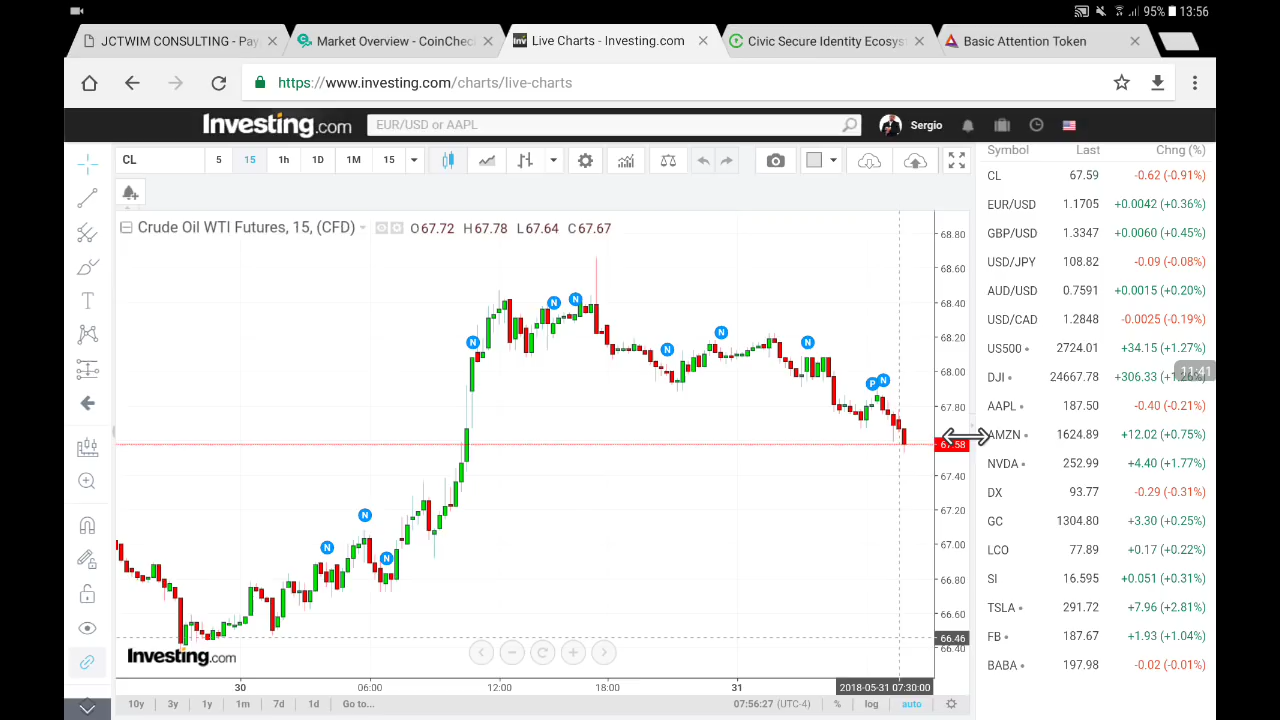 95% 13:56
JCTWIM CONSULTING - Pay
Market Overview - CoinChec
Live Charts - Investing.com
Civic Secure Identity Ecosyst
Basic Attention Token
https://www.investing.com/charts/live-charts
Investing.com
EUR/USD or AAPL
Sergio
CL 5 15 1h 1D 1M 15
Symbol Last Chng (%)
CL 67.59 -0.62 (-0.91%)
EUR/USD 1.1705 +0.0042 (+0.36%)
GBP/USD 1.3347 +0.0060 (+0.45%)
USD/JPY 108.82 -0.09 (-0.08%)
AUD/USD 0.7591 +0.0015 (+0.20%)
USD/CAD 1.2848 -0.0025 (-0.19%)
US500 2724.01 +34.15 (+1.27%)
DJI 24667.78 +306.33 (+1.26%)
11:41
AAPL 187.50 -0.40 (-0.21%)
AMZN 1624.89 +12.02 (+0.75%)
NVDA 252.99 +4.40 (+1.77%)
DX 93.77 -0.29 (-0.31%)
GC 1304.80 +3.30 (+0.25%)
LCO 77.89 +0.17 (+0.22%)
SI 16.595 +0.051 (+0.31%)
TSLA 291.72 +7.96 (+2.81%)
FB 187.67 +1.93 (+1.04%)
BABA 197.98 -0.02 (-0.01%)
Crude Oil WTI Futures, 15, (CFD) O67.72 H67.78 L67.64 C67.67
68.80
68.60
68.40
68.20
68.00
67.80
67.58
67.40
67.20
67.00
66.80
66.60
66.46
66.40
N
N
N
N
N
N
P
N
N
N
N
Investing.com
30 06:00 12:00 18:00 31 2018-05-31 07:30:00
10y 3y 1y 1m 7d 1d Go to... 07:56:27 (UTC-4) % log auto